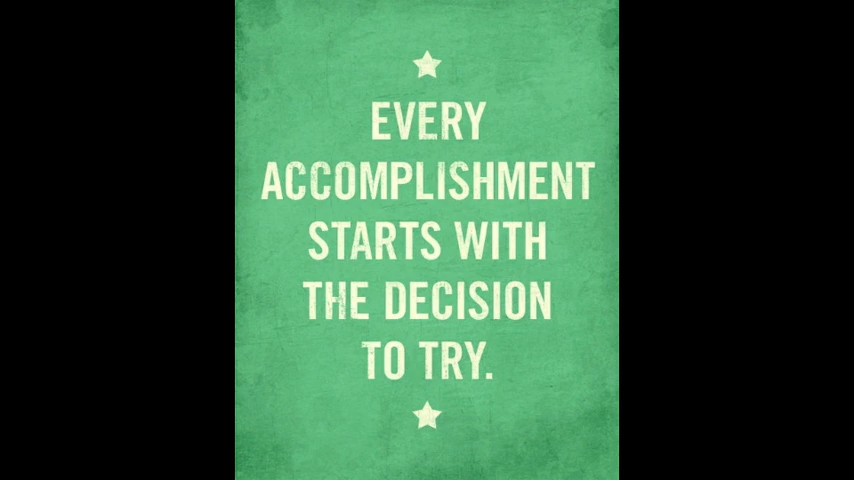 EVERY
ACCOMPLISHMENT
STARTS WITH
THE DECISION
TO TRY.